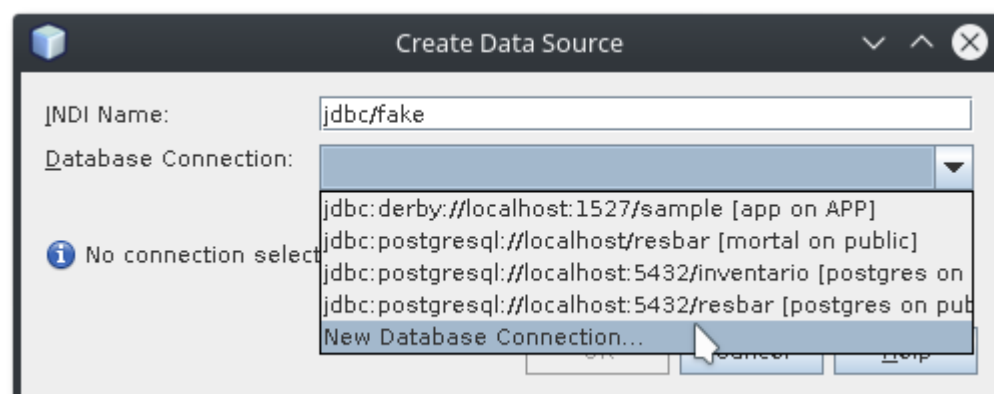 Create Data Source
JNDI Name:
jdbc/fake
Database Connection:
jdbc:derby://localhost:1527/sample [app on APP]
jdbc:postgresql://localhost/resbar [mortal on public]
No connection select
jdbc:postgresql://localhost:5432/inventario [postgres on
jdbc:postgresql://localhost:5432/resbar [postgres on pub
New Database Connection...